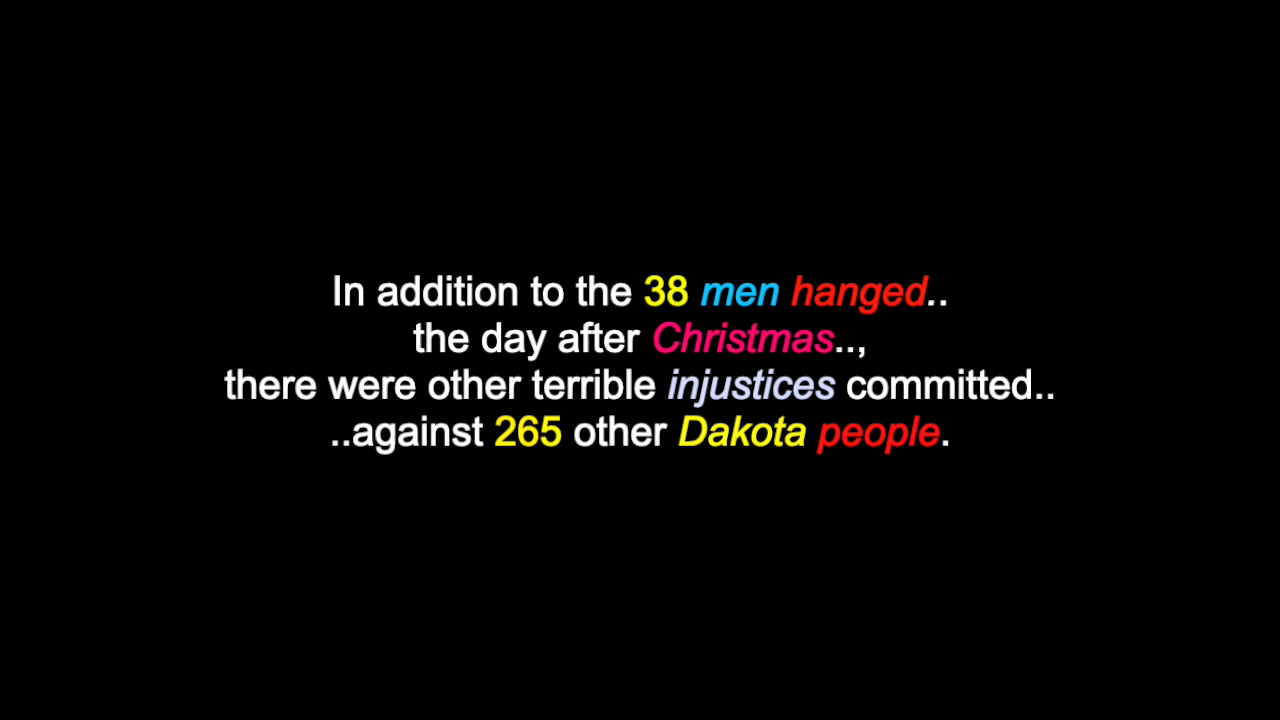 In addition to the 38 men hanged..
the day after Christmas..,
there were other terrible injustices committed..
..against 265 other Dakota people.